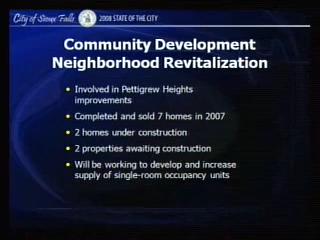 City of Sioux Falls 2008 STATE OF THE CITY
Community Development
Neighborhood Revitalization
• Involved in Pettigrew Heights
improvements
• Completed and sold 7 homes in 2007
• 2 homes under construction
• 2 properties awaiting construction
• Will be working to develop and increase
supply of single-room occupancy units